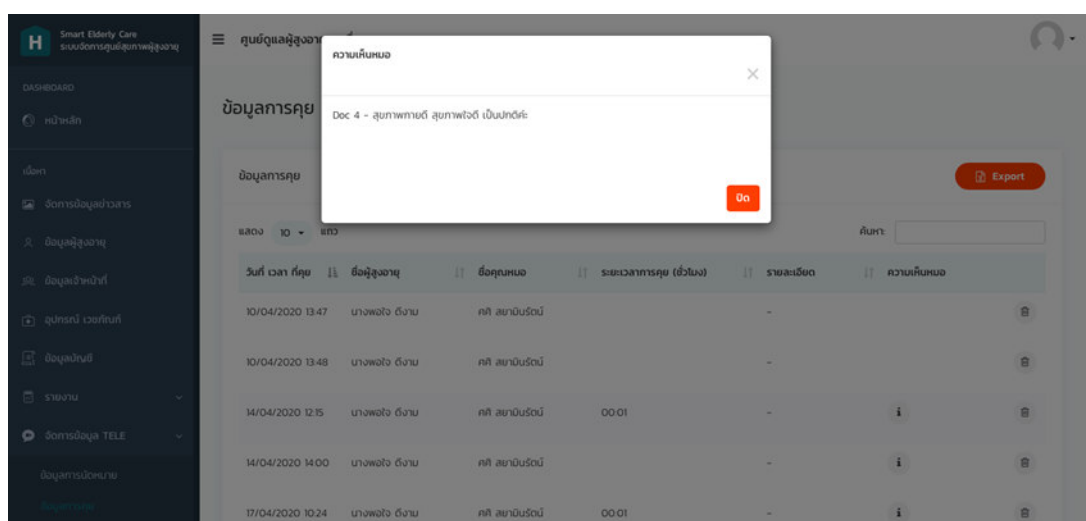 H
Smart Elderly Care
ระบบจัดการศูนย์สุขภาพผู้สูงอายุ
ศูนย์ดูแลผู้สูงอา
DASHBOARD
หน้าหลัก
เนื้อหา
จัดการข้อมูลข่าวสาร
ข้อมูลผู้สูงอายุ
ข้อมูลเจ้าหน้าที่
อุปกรณ์ เวชภัณฑ์
ข้อมูลบัญชี
รายงาน
จัดการข้อมูล TELE
ข้อมูลการนัดหมาย
ข้อมูลการคุย
ความเห็นหมอ
×
Doc 4 - สุขภาพกายดี สุขภาพใจดี เป็นปกติค่ะ
ปิด
ข้อมูลการคุย
ข้อมูลการคุย
Export
แสดง 10 แถว
ค้นหา:
วันที่ เวลา ที่คุย ชื่อผู้สูงอายุ ชื่อคุณหมอ ระยะเวลาการคุย (ชั่วโมง) รายละเอียด ความเห็นหมอ
10/04/2020 13:47 นางพอใจ ดีงาม ศศิ สยามินรัตน์ -
10/04/2020 13:48 นางพอใจ ดีงาม ศศิ สยามินรัตน์ -
14/04/2020 12:15 นางพอใจ ดีงาม ศศิ สยามินรัตน์ 00:01 - i
14/04/2020 14:00 นางพอใจ ดีงาม ศศิ สยามินรัตน์ - i
17/04/2020 10:24 นางพอใจ ดีงาม ศศิ สยามินรัตน์ 00:01 - i